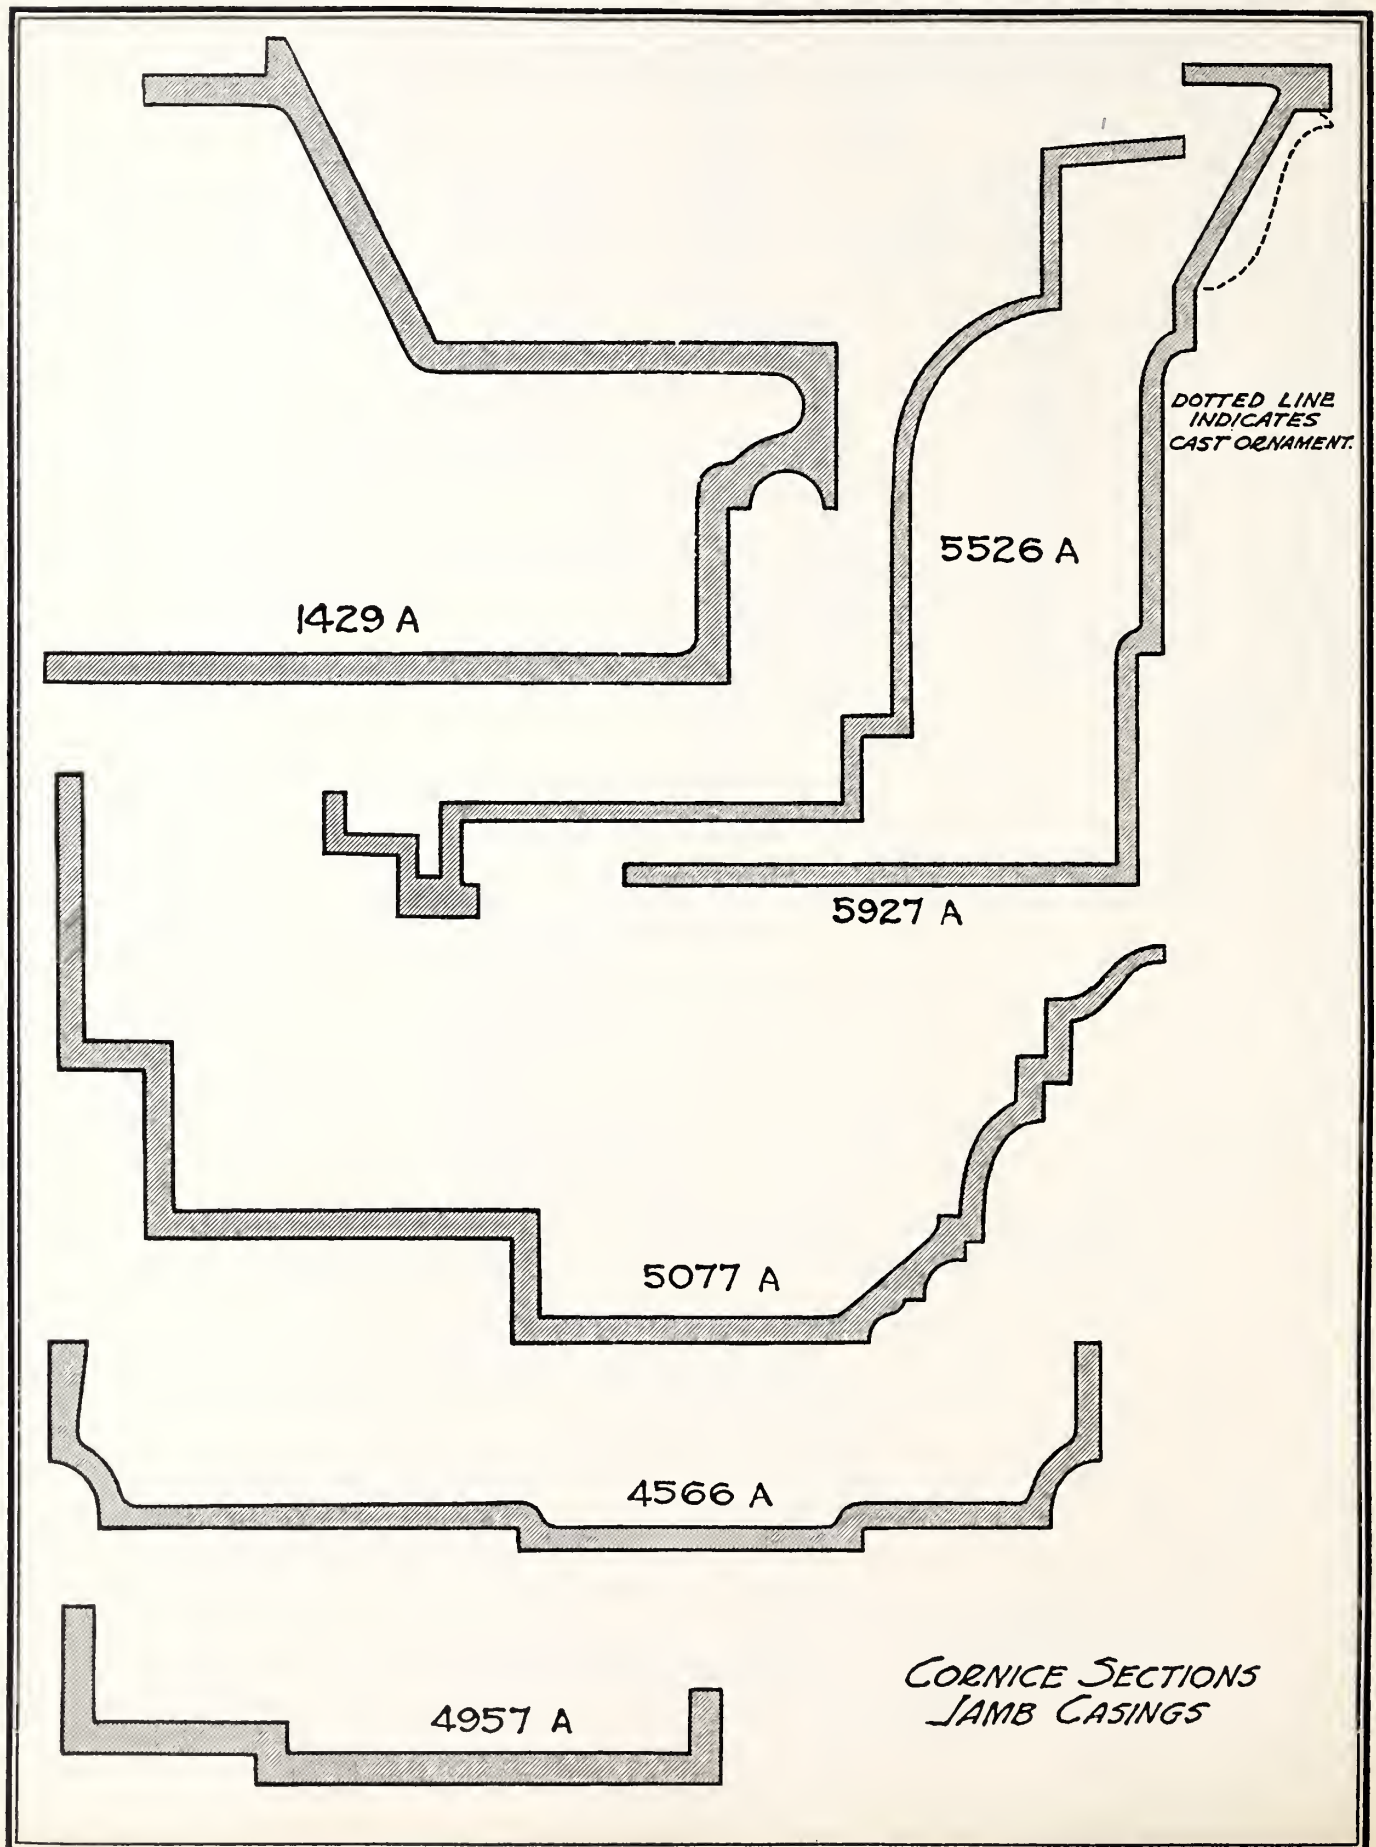 DOTTED LINE
INDICATES
CAST ORNAMENT.
5526 A
1429 A
5927 A
5077 A
4566 A
4957 A
CORNICE SECTIONS
JAMB CASINGS